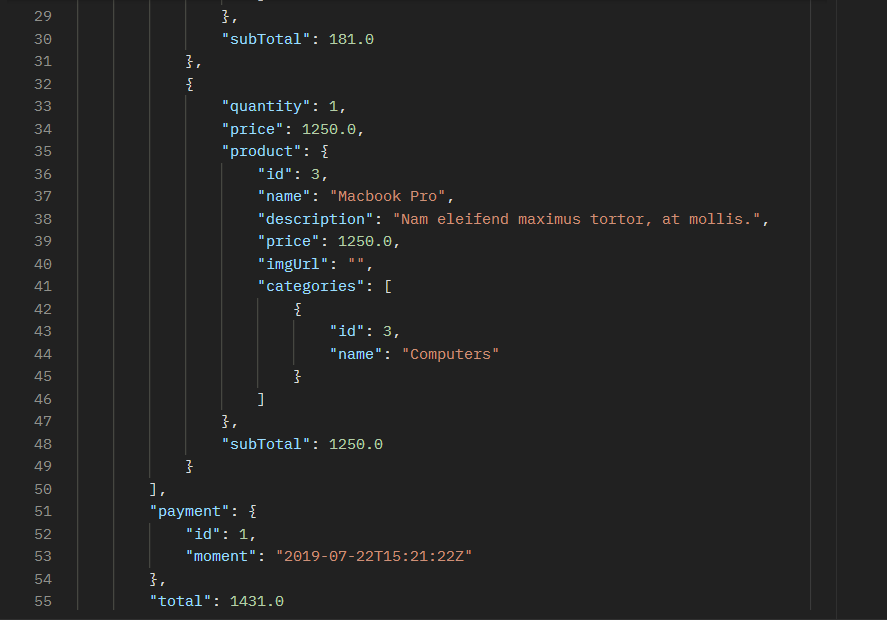 29 },
30 "subTotal": 181.0
31 },
32 {
33 "quantity": 1,
34 "price": 1250.0,
35 "product": {
36 "id": 3,
37 "name": "Macbook Pro",
38 "description": "Nam eleifend maximus tortor, at mollis.",
39 "price": 1250.0,
40 "imgUrl": "",
41 "categories": [
42 {
43 "id": 3,
44 "name": "Computers"
45 }
46 ]
47 },
48 "subTotal": 1250.0
49 }
50 ],
51 "payment": {
52 "id": 1,
53 "moment": "2019-07-22T15:21:22Z"
54 },
55 "total": 1431.0